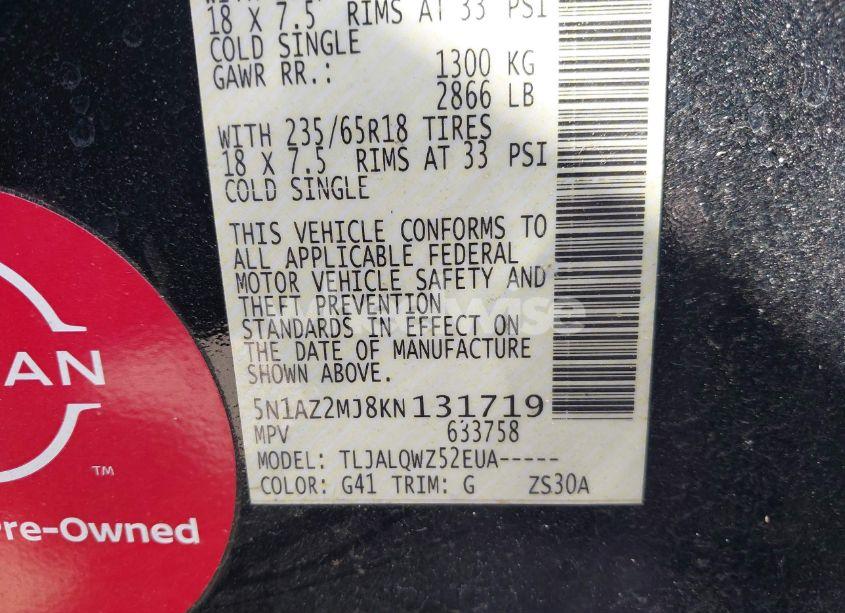 18 X 7.5 RIMS AT 33 PSI
COLD SINGLE
GAWR RR.: 1300 KG
2866 LB
WITH 235/65R18 TIRES
18 X 7.5 RIMS AT 33 PSI
COLD SINGLE
THIS VEHICLE CONFORMS TO
ALL APPLICABLE FEDERAL
MOTOR VEHICLE SAFETY AND
THEFT PREVENTION
STANDARDS IN EFFECT ON
THE DATE OF MANUFACTURE
SHOWN ABOVE.
5N1AZ2MJ8KN131719
MPV 633758
MODEL: TLJALQWZ52EUA-----
COLOR: G41 TRIM: G ZS30A
AN
TM
re-Owned